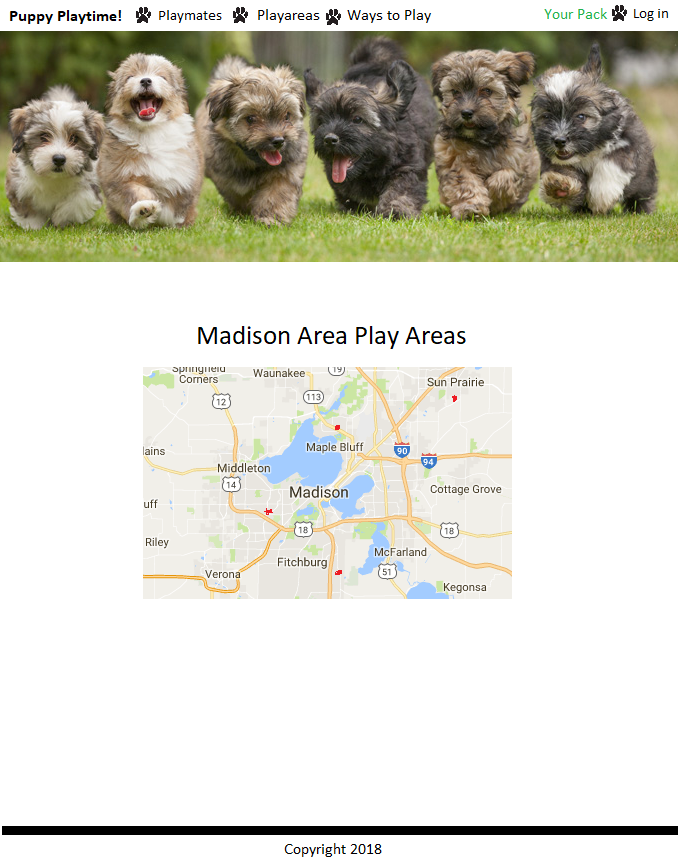 Puppy Playtime! Playmates Playareas Ways to Play Your Pack Log in
Madison Area Play Areas
Springfield
Corners
Waunakee
19
Sun Prairie
113
12
Maple Bluff
90
lains
94
Middleton
14
Cottage Grove
Madison
uff
18
18
Riley
McFarland
Fitchburg
51
Verona
Kegonsa
Copyright 2018